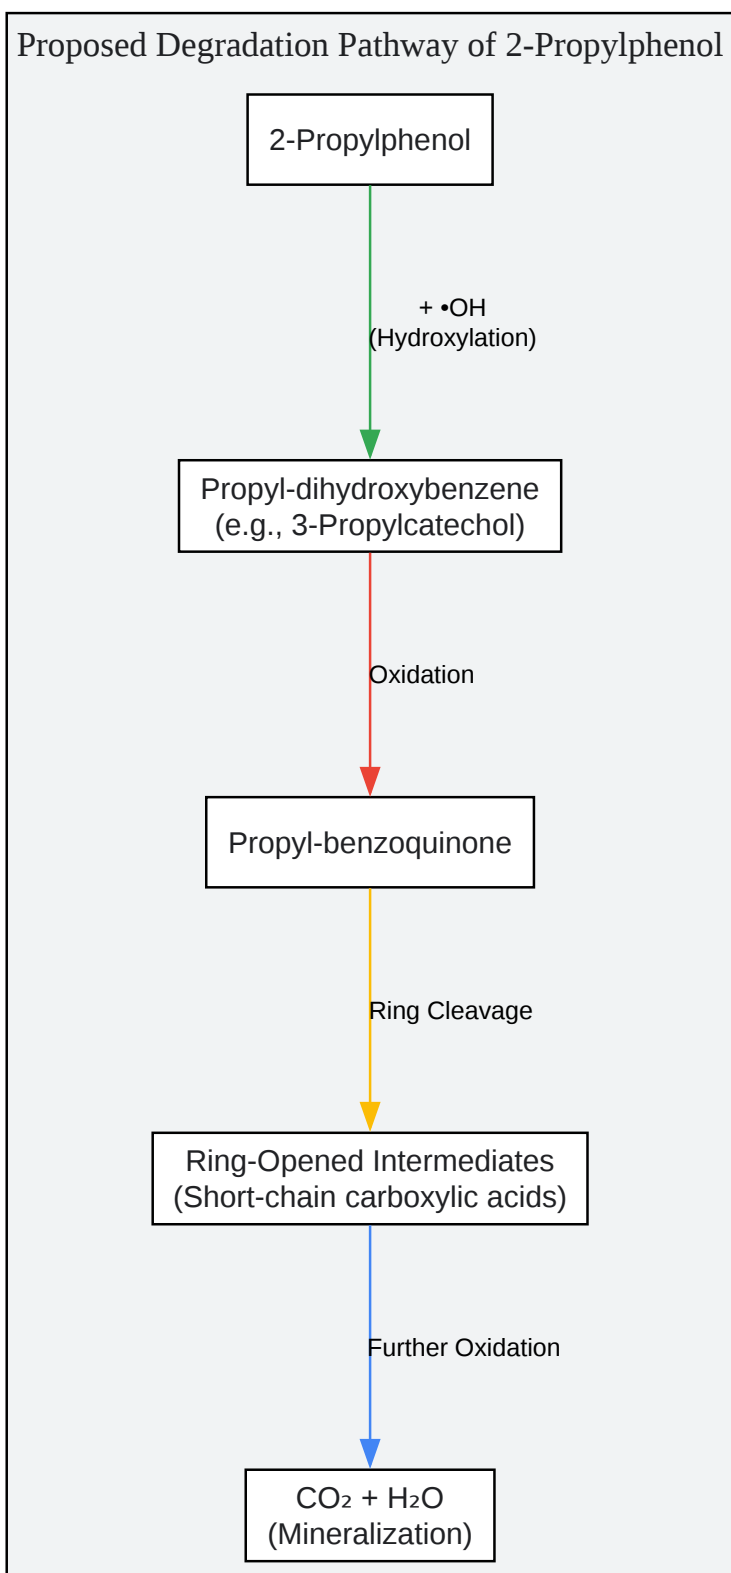 Proposed Degradation Pathway of 2-Propylphenol
2-Propylphenol
+ •OH
(Hydroxylation)
Propyl-dihydroxybenzene
(e.g., 3-Propylcatechol)
Oxidation
Propyl-benzoquinone
Ring Cleavage
Ring-Opened Intermediates
(Short-chain carboxylic acids)
Further Oxidation
CO₂ + H₂O
(Mineralization)